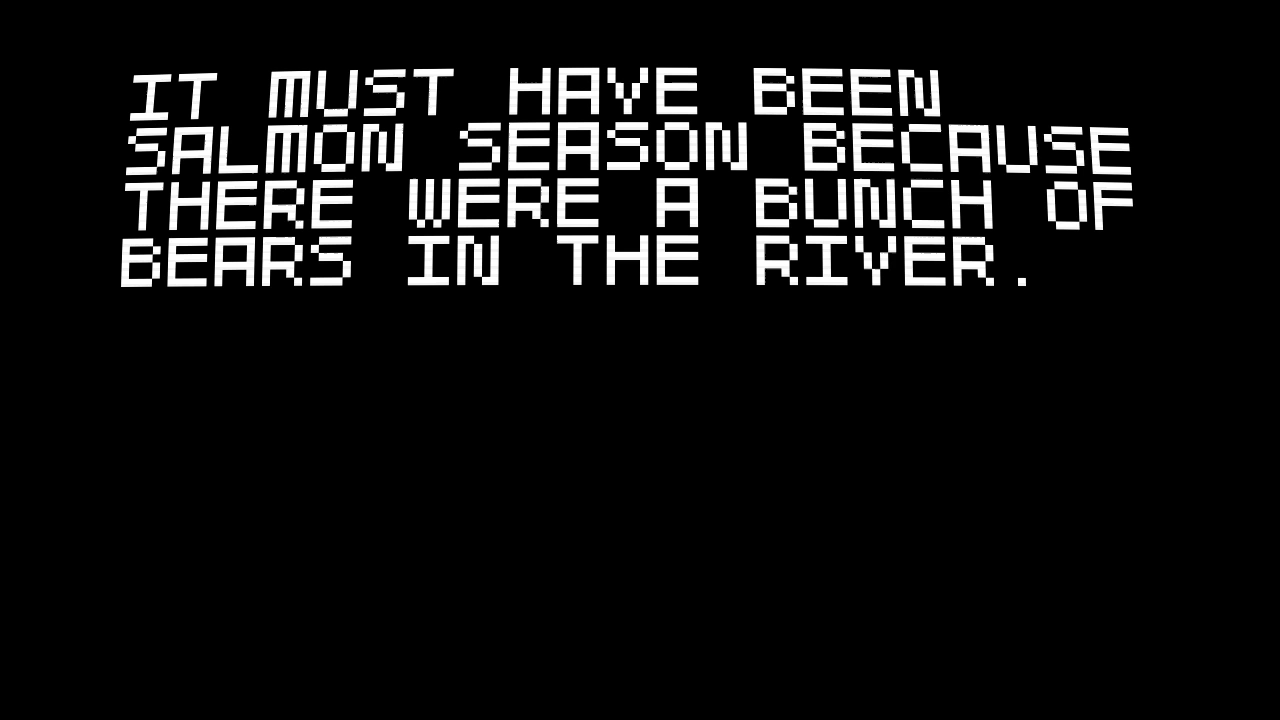 IT MUST HAVE BEEN
SALMON SEASON BECAUSE
THERE WERE A BUNCH OF
BEARS IN THE RIVER.